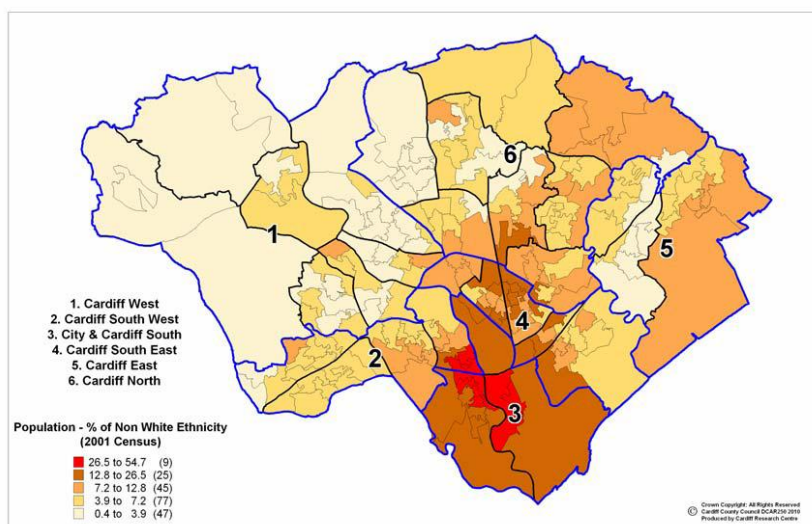 6
1
5
4
2
3
1. Cardiff West
2. Cardiff South West
3. City & Cardiff South
4. Cardiff South East
5. Cardiff East
6. Cardiff North
Population - % of Non White Ethnicity
(2001 Census)
26.5 to 54.7 (9)
12.8 to 26.5 (25)
7.2 to 12.8 (45)
3.9 to 7.2 (77)
0.4 to 3.9 (47)
© Crown Copyright: All Rights Reserved
Cardiff County Council DCAR250 2010
Produced by Cardiff Research Centre